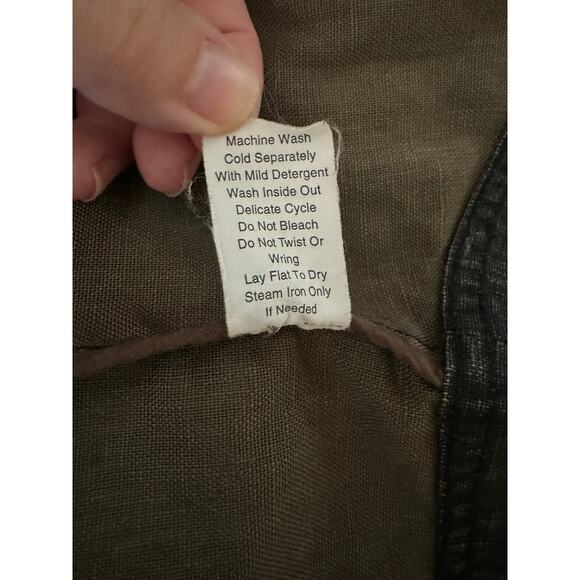 Machine Wash
Cold Separately
With Mild Detergent
Wash Inside Out
Delicate Cycle
Do Not Bleach
Do Not Twist Or
Wring
Lay Flat To Dry
Steam Iron Only
If Needed